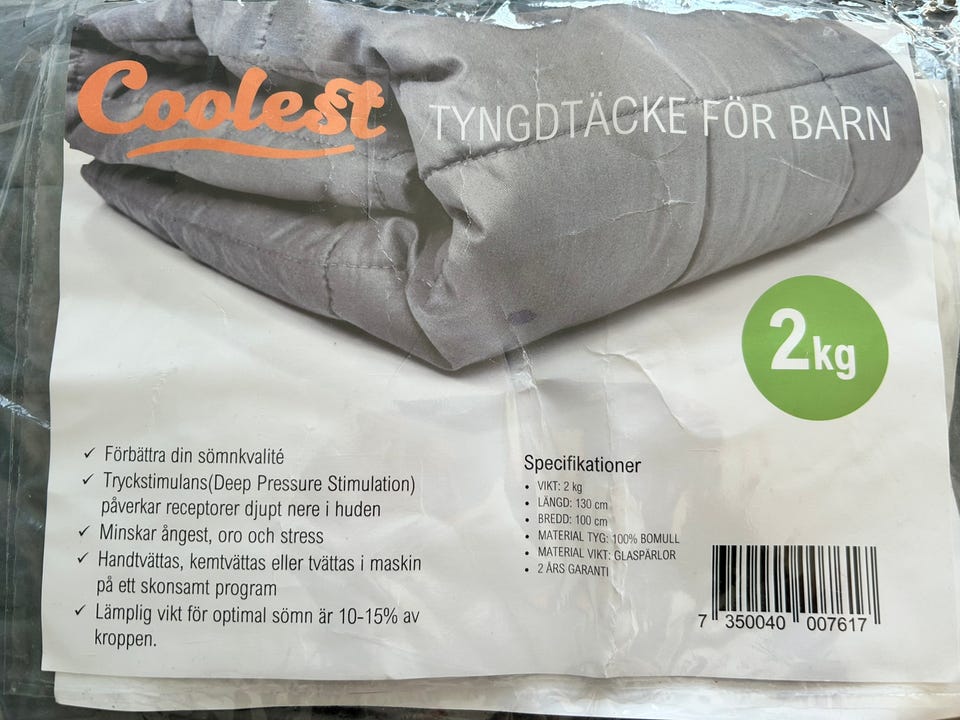 Coolest
TYNGDTÄCKE FÖR BARN
2kg
✓ Förbättra din sömnkvalité
✓ Tryckstimulans(Deep Pressure Stimulation)
påverkar receptorer djupt nere i huden
✓ Minskar ångest, oro och stress
✓ Handtvättas, kemtvättas eller tvättas i maskin
på ett skonsamt program
✓ Lämplig vikt för optimal sömn är 10-15% av
kroppen.
Specifikationer
• VIKT: 2 kg
• LÄNGD: 130 cm
• BREDD: 100 cm
• MATERIAL TYG: 100% BOMULL
• MATERIAL VIKT: GLASPÄRLOR
• 2 ÅRS GARANTI
7 350040 007617